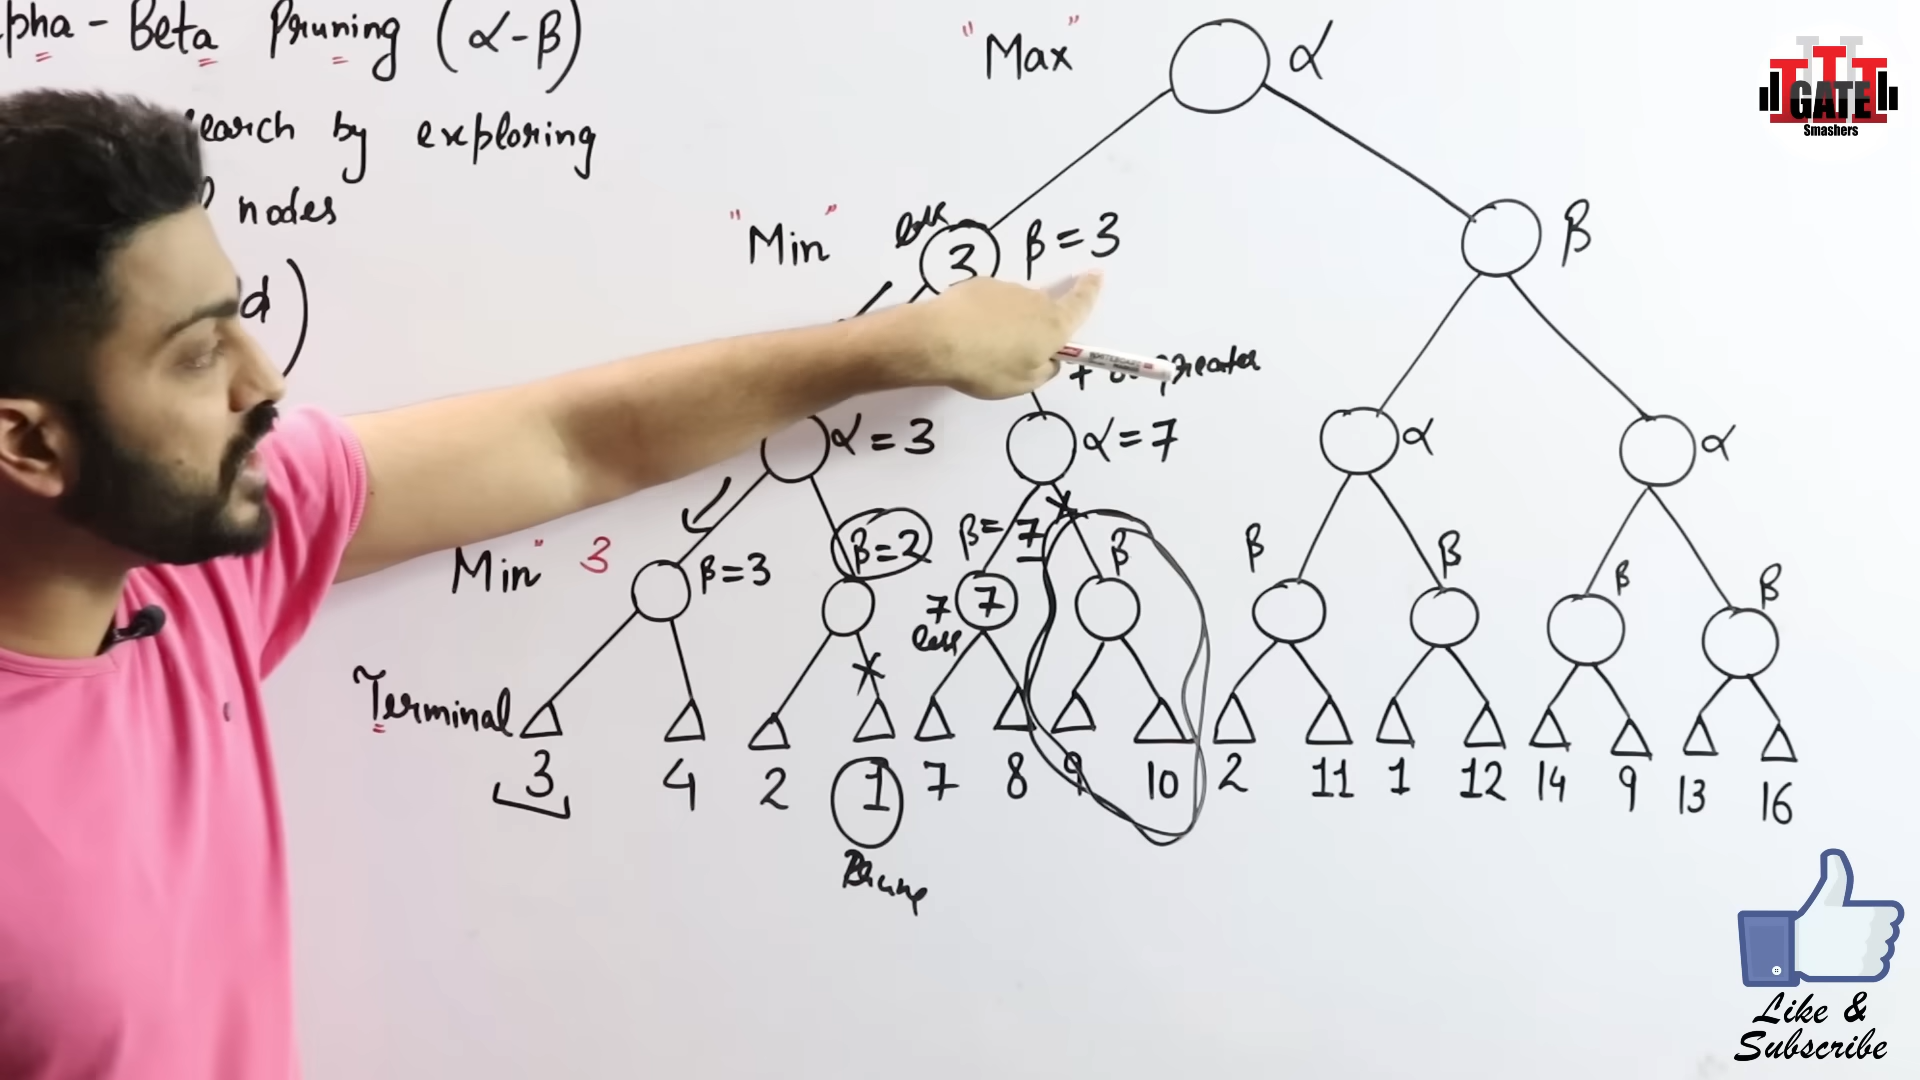 pha - Beta Pruning (α-β)
earch by exploring
nodes
d)
"Max" α
"Min" 3 β = 3 β
greater
α = 3 α = 7 α α
Min" 3 β=3 β=2 β= 7 β β β β β
7 7
less
Terminal
3 4 2 1 7 8 9 10 2 11 1 12 14 9 13 16
Prune
GATE
Smashers
Like &
Subscribe